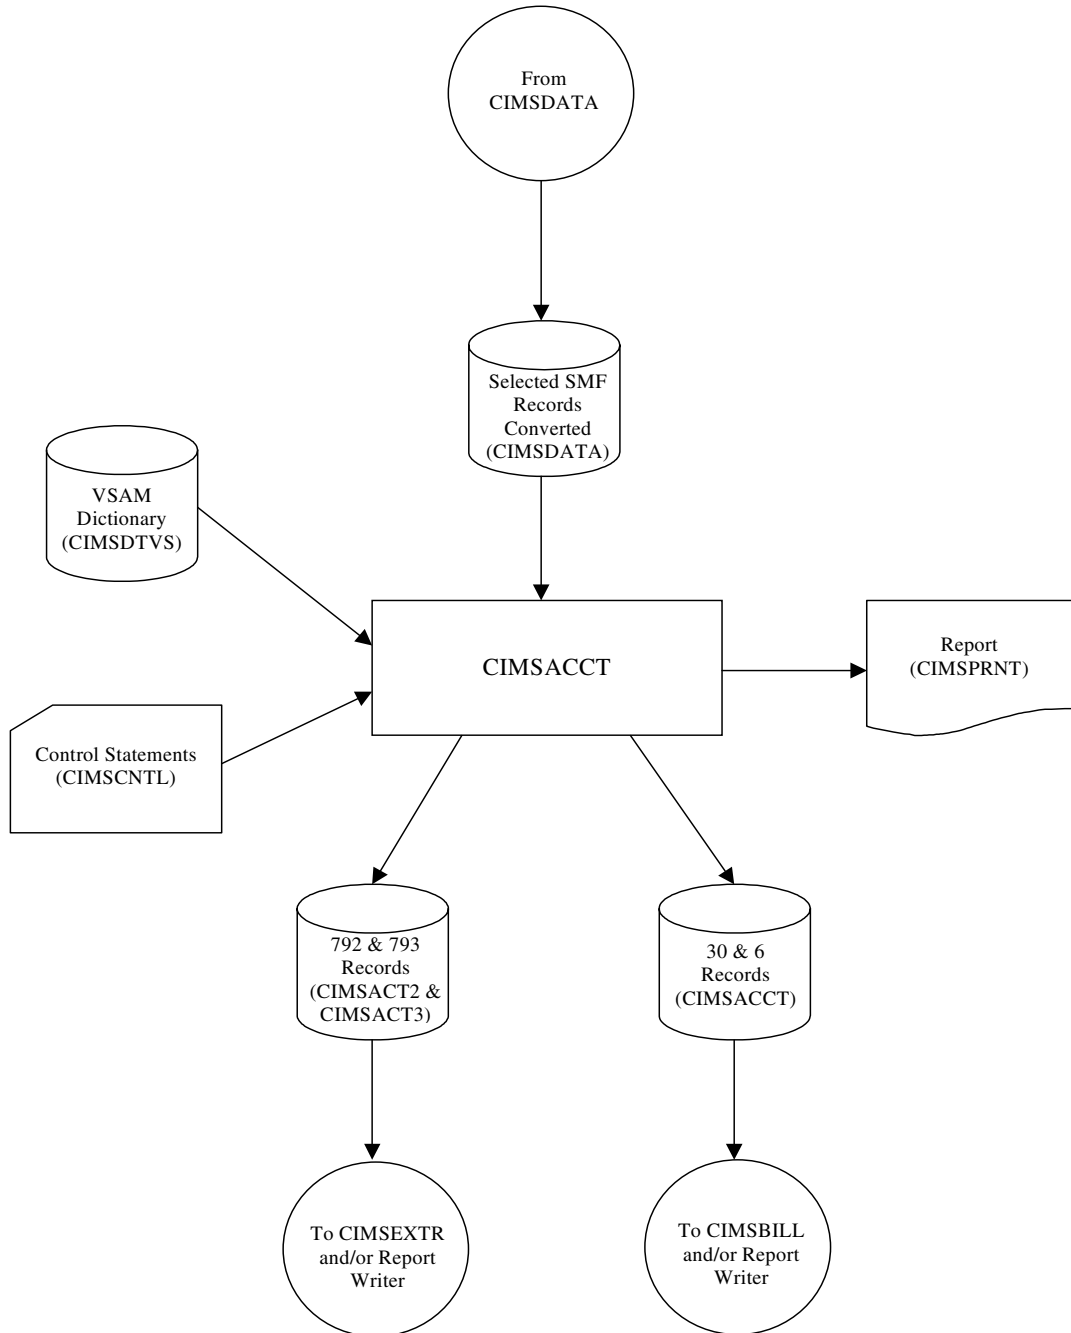 From
CIMSDATA
Selected SMF
Records
Converted
(CIMSDATA)
VSAM
Dictionary
(CIMSDTVS)
CIMSACCT
Report
(CIMSPRNT)
Control Statements
(CIMSCNTL)
792 & 793
Records
(CIMSACT2 &
CIMSACT3)
30 & 6
Records
(CIMSACCT)
To CIMSEXTR
and/or Report
Writer
To CIMSBILL
and/or Report
Writer